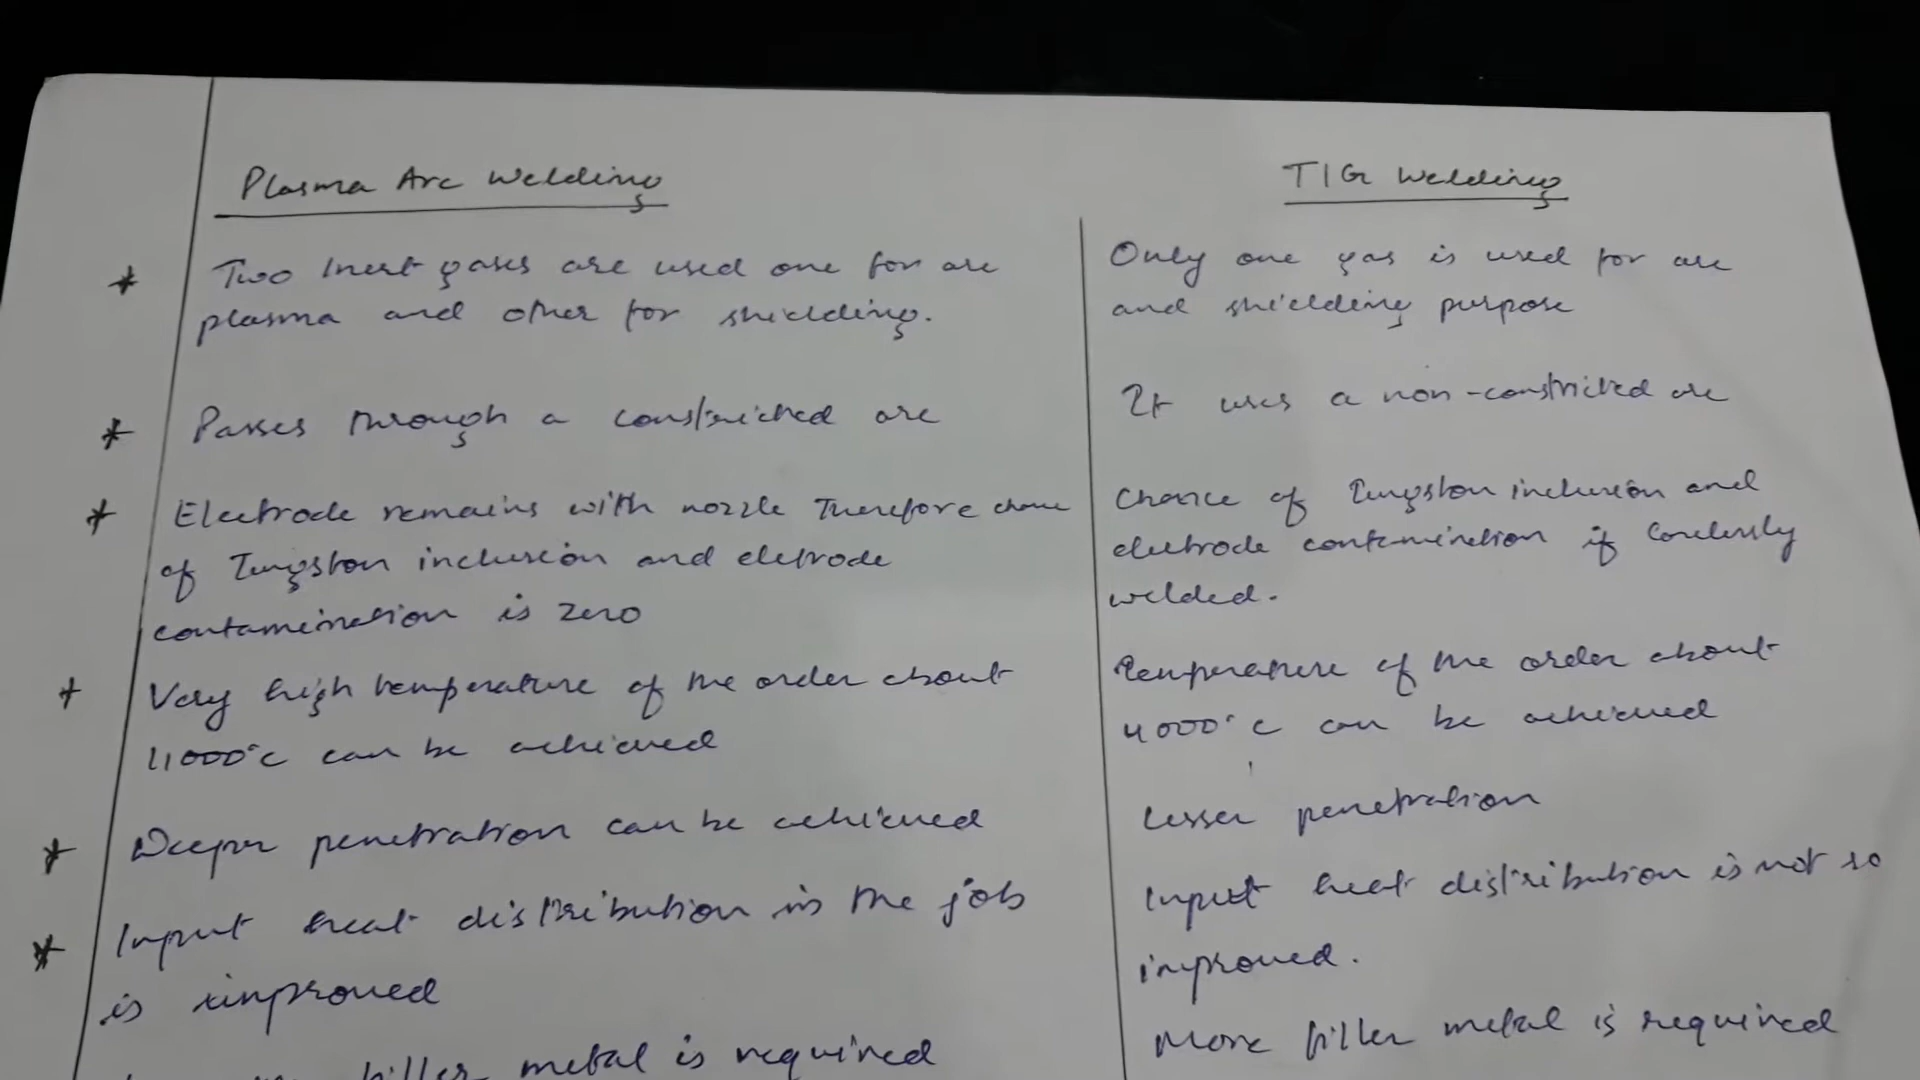 Plasma Arc Welding
* Two Inert gases are used one for arc
plasma and other for shielding.
* Passes through a constricted arc
* Electrode remains with nozzle Therefore chance
of Tungston inclusion and eletrode
contamination is zero
* Very high temperature of the order about
11000°C can be achieved
* Deeper penetration can be achieved
* Input heat distribution in the job
is improved
filler metal is required
TIG Welding
Only one gas is used for arc
and shielding purpose
It uses a non-constricted arc
Chance of Tungston inclusion and
electrode contamination if
welded.
Temperature of the order about
4000°C can be achieved
Lesser penetration
Input heat distribution is not so
improved.
More filler metal is required